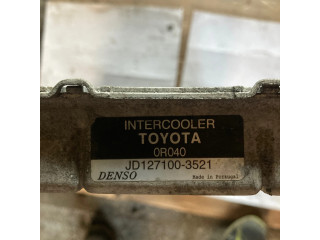 INTERCOOLER
TOYOTA
0R040
JD127100-3521
DENSO Made in Portugal